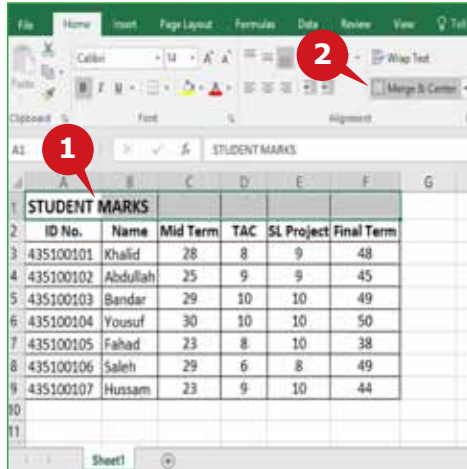 File Home Insert Page Layout Formulas Data Review View Tell
Calibri 14 A A Wrap Text
B I U A Merge & Center
Clipboard Font Alignment
2
A1 fx STUDENT MARKS
1
A B C D E F G
1 STUDENT MARKS
2 ID No. Name Mid Term TAC SL Project Final Term
3 435100101 Khalid 28 8 9 48
4 435100102 Abdullah 25 9 9 45
5 435100103 Bandar 29 10 10 49
6 435100104 Yousuf 30 10 10 50
7 435100105 Fahad 23 8 10 38
8 435100106 Saleh 29 6 8 49
9 435100107 Hussam 23 9 10 44
10
11
Sheet1